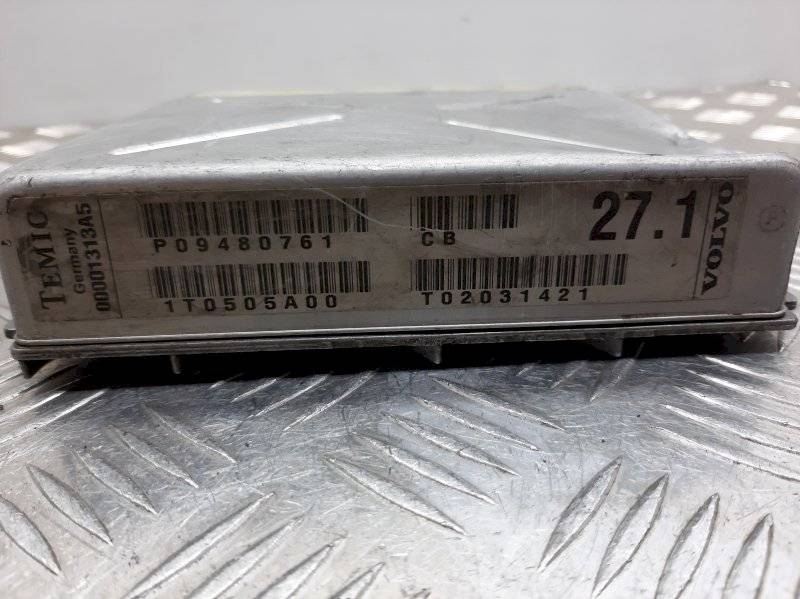 TEMIC
Germany
00001313A5
P09480761
CB
27.1
VOLVO
1T0505A00
T02031421